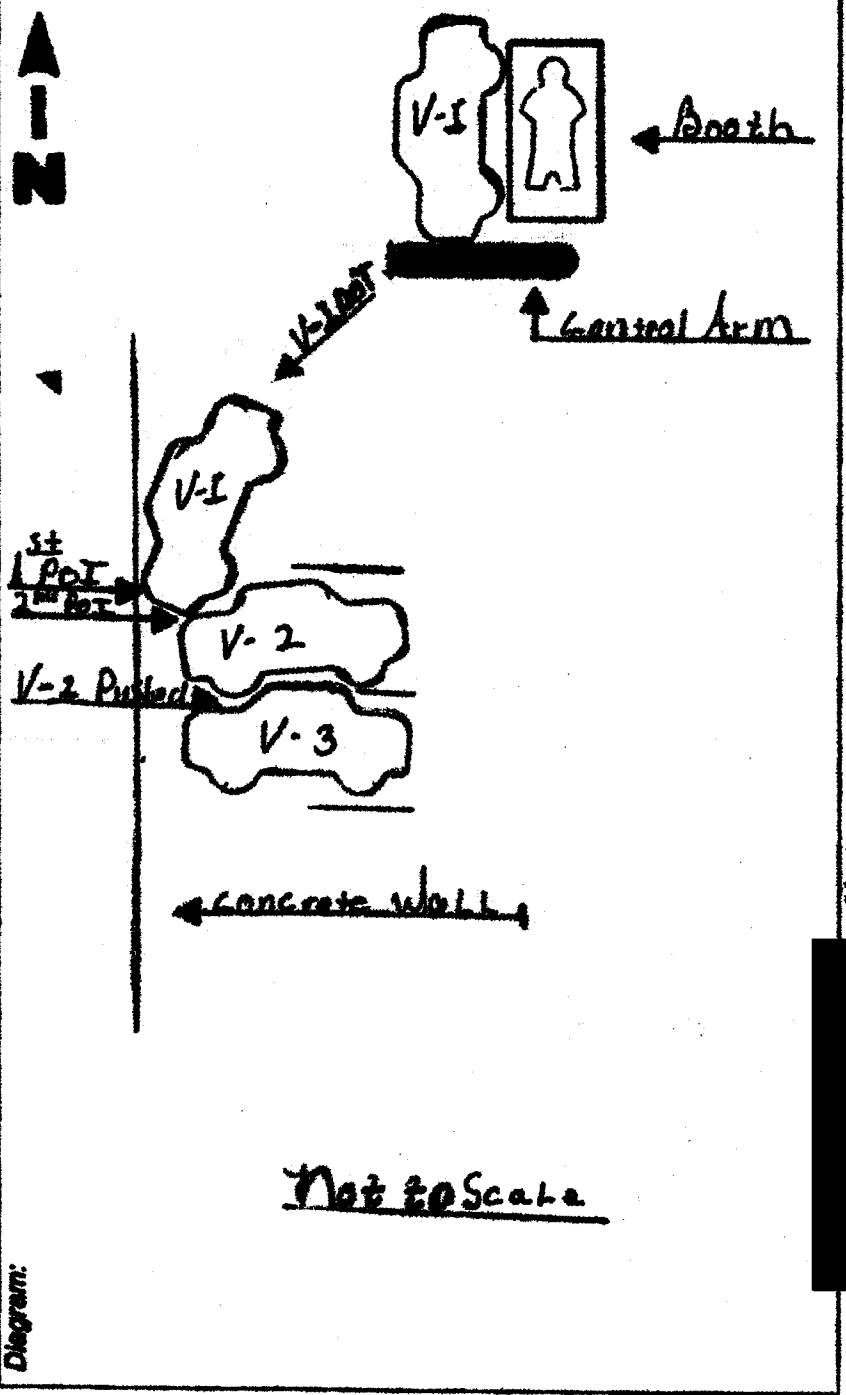 N
V-1
Booth
V-1 DOT
Control Arm
V-1
1st POI
2nd POI
V-2
V-2 Pushed
V-3
Concrete Wall
Not to Scale
Diagram: